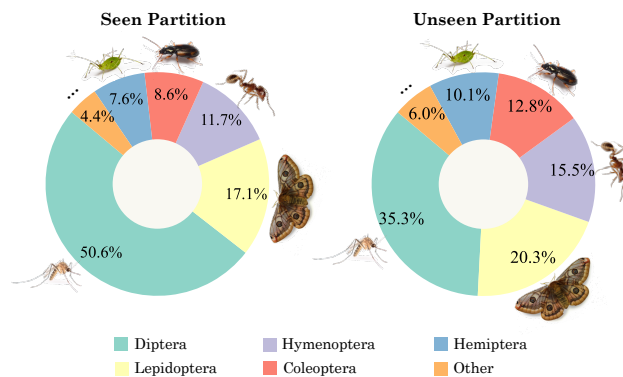 Seen Partition
Unseen Partition
...
7.6%
8.6%
4.4%
11.7%
17.1%
50.6%
...
10.1%
12.8%
6.0%
15.5%
35.3%
20.3%
Diptera
Hymenoptera
Hemiptera
Lepidoptera
Coleoptera
Other